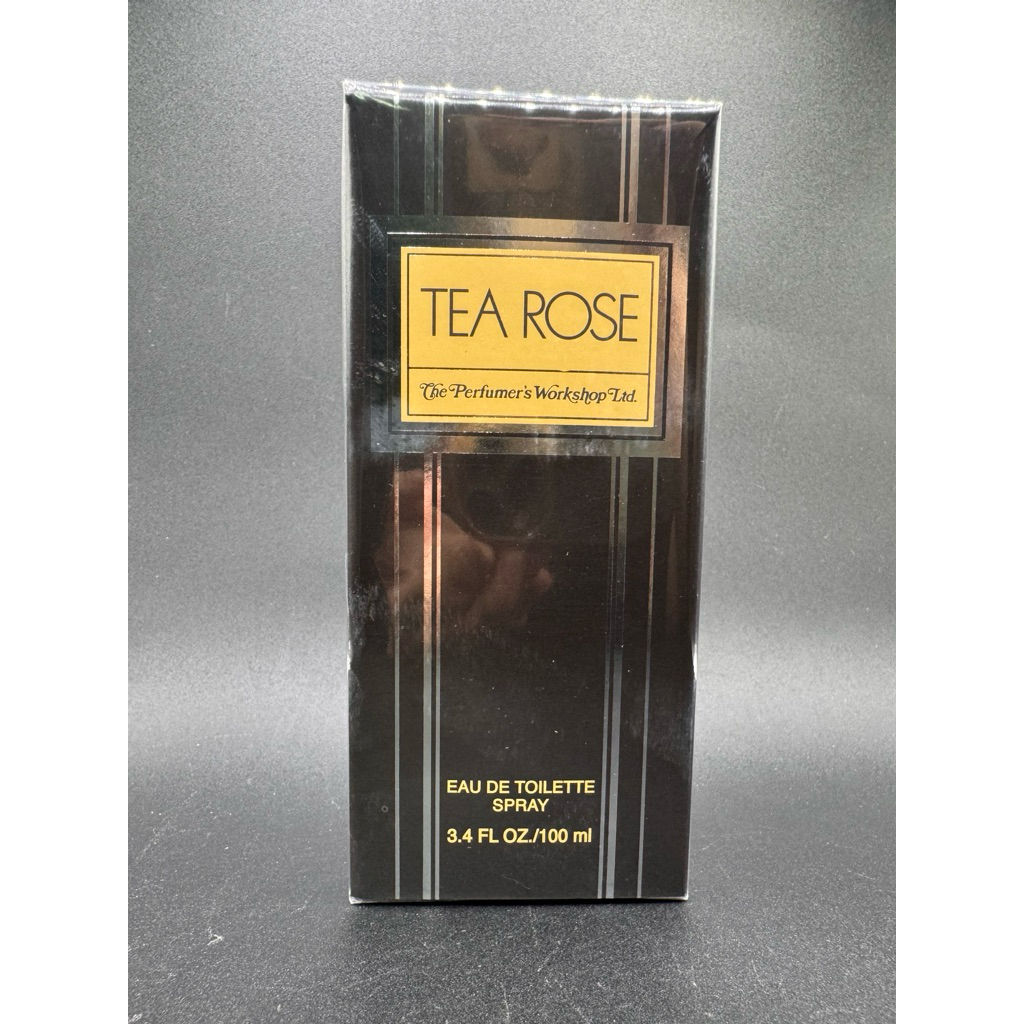 TEA ROSE
The Perfumer's Workshop Ltd.
EAU DE TOILETTE
SPRAY
3.4 FL OZ./100 ml